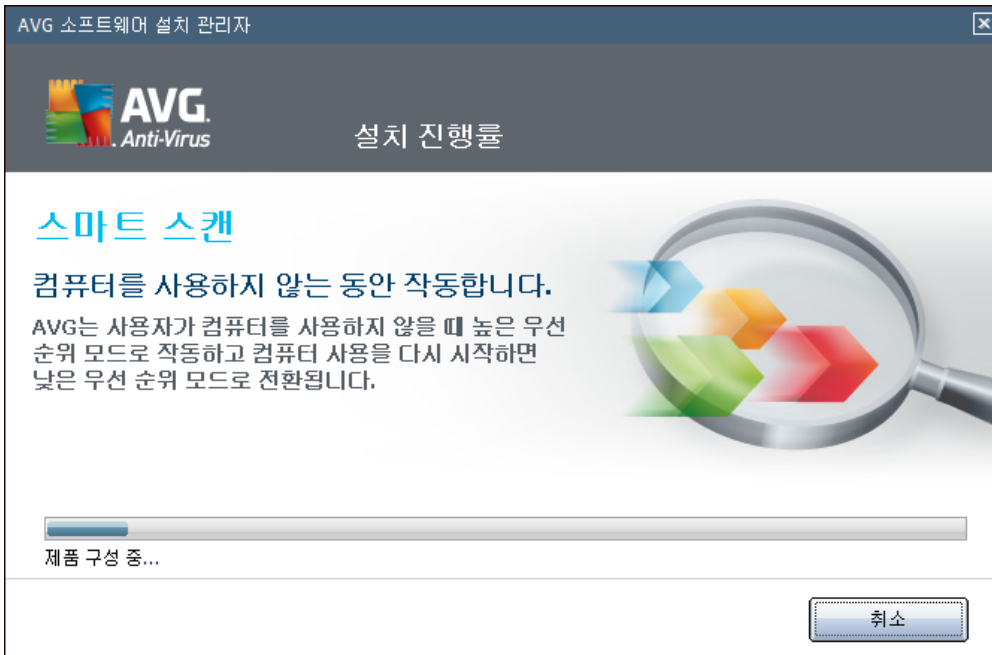 AVG 소프트웨어 설치 관리자
AVG.
Anti-Virus
설치 진행률
스마트 스캔
컴퓨터를 사용하지 않는 동안 작동합니다.
AVG는 사용자가 컴퓨터를 사용하지 않을 때 높은 우선
순위 모드로 작동하고 컴퓨터 사용을 다시 시작하면
낮은 우선 순위 모드로 전환됩니다.
제품 구성 중...
취소